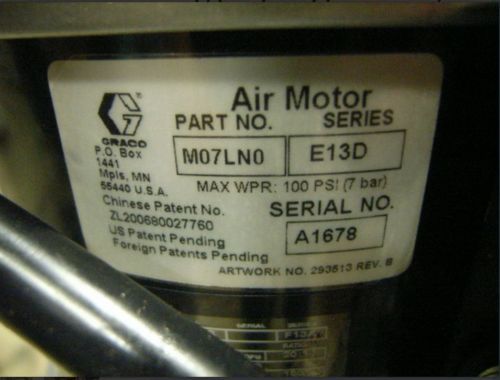 Air Motor
GRACO
P.O. Box
1441
Mpls, MN
55440 U.S.A.
PART NO. SERIES
M07LN0 E13D
MAX WPR: 100 PSI (7 bar)
Chinese Patent No.
ZL200680027760
US Patent Pending
Foreign Patents Pending
SERIAL NO.
A1678
ARTWORK NO. 293513 REV. B
SERIAL